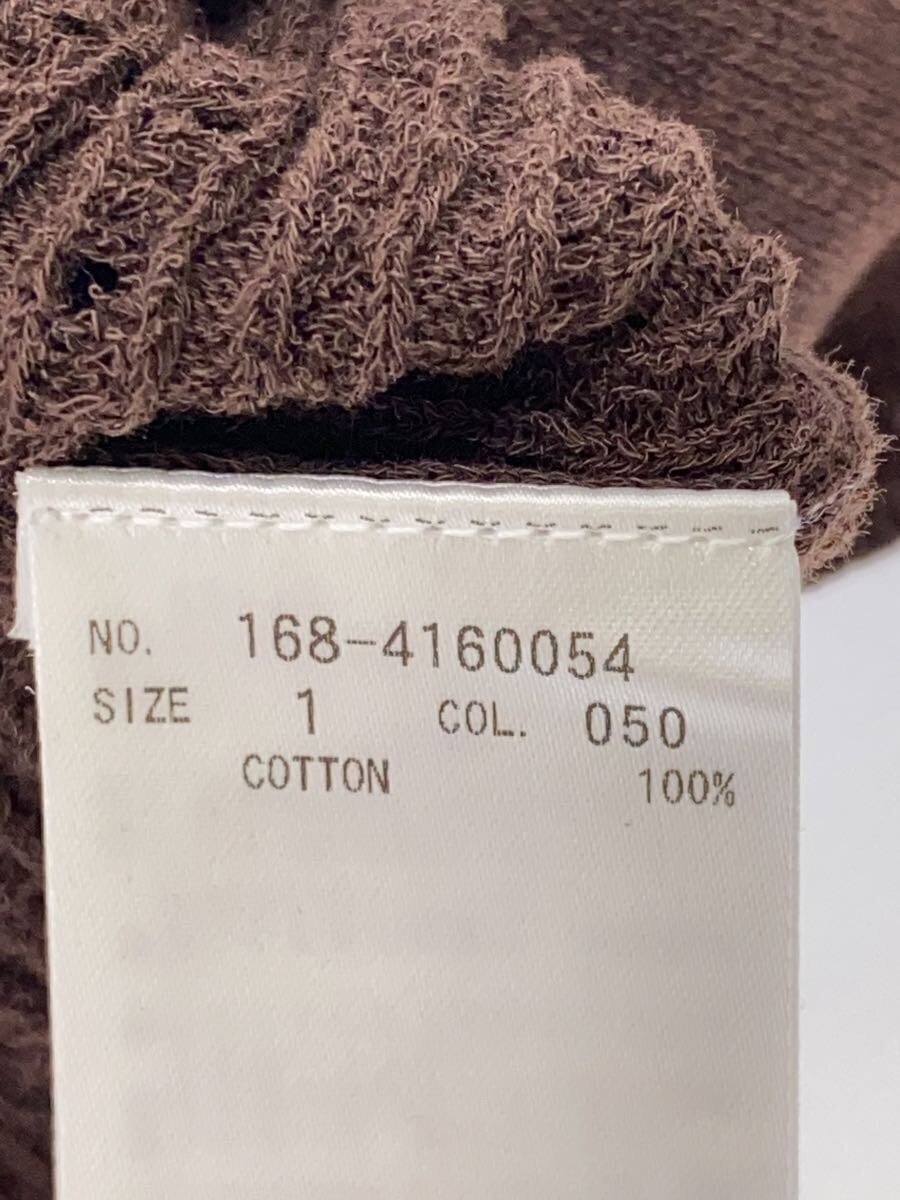 NO. 168-4160054
SIZE 1 COL. 050
COTTON 100%